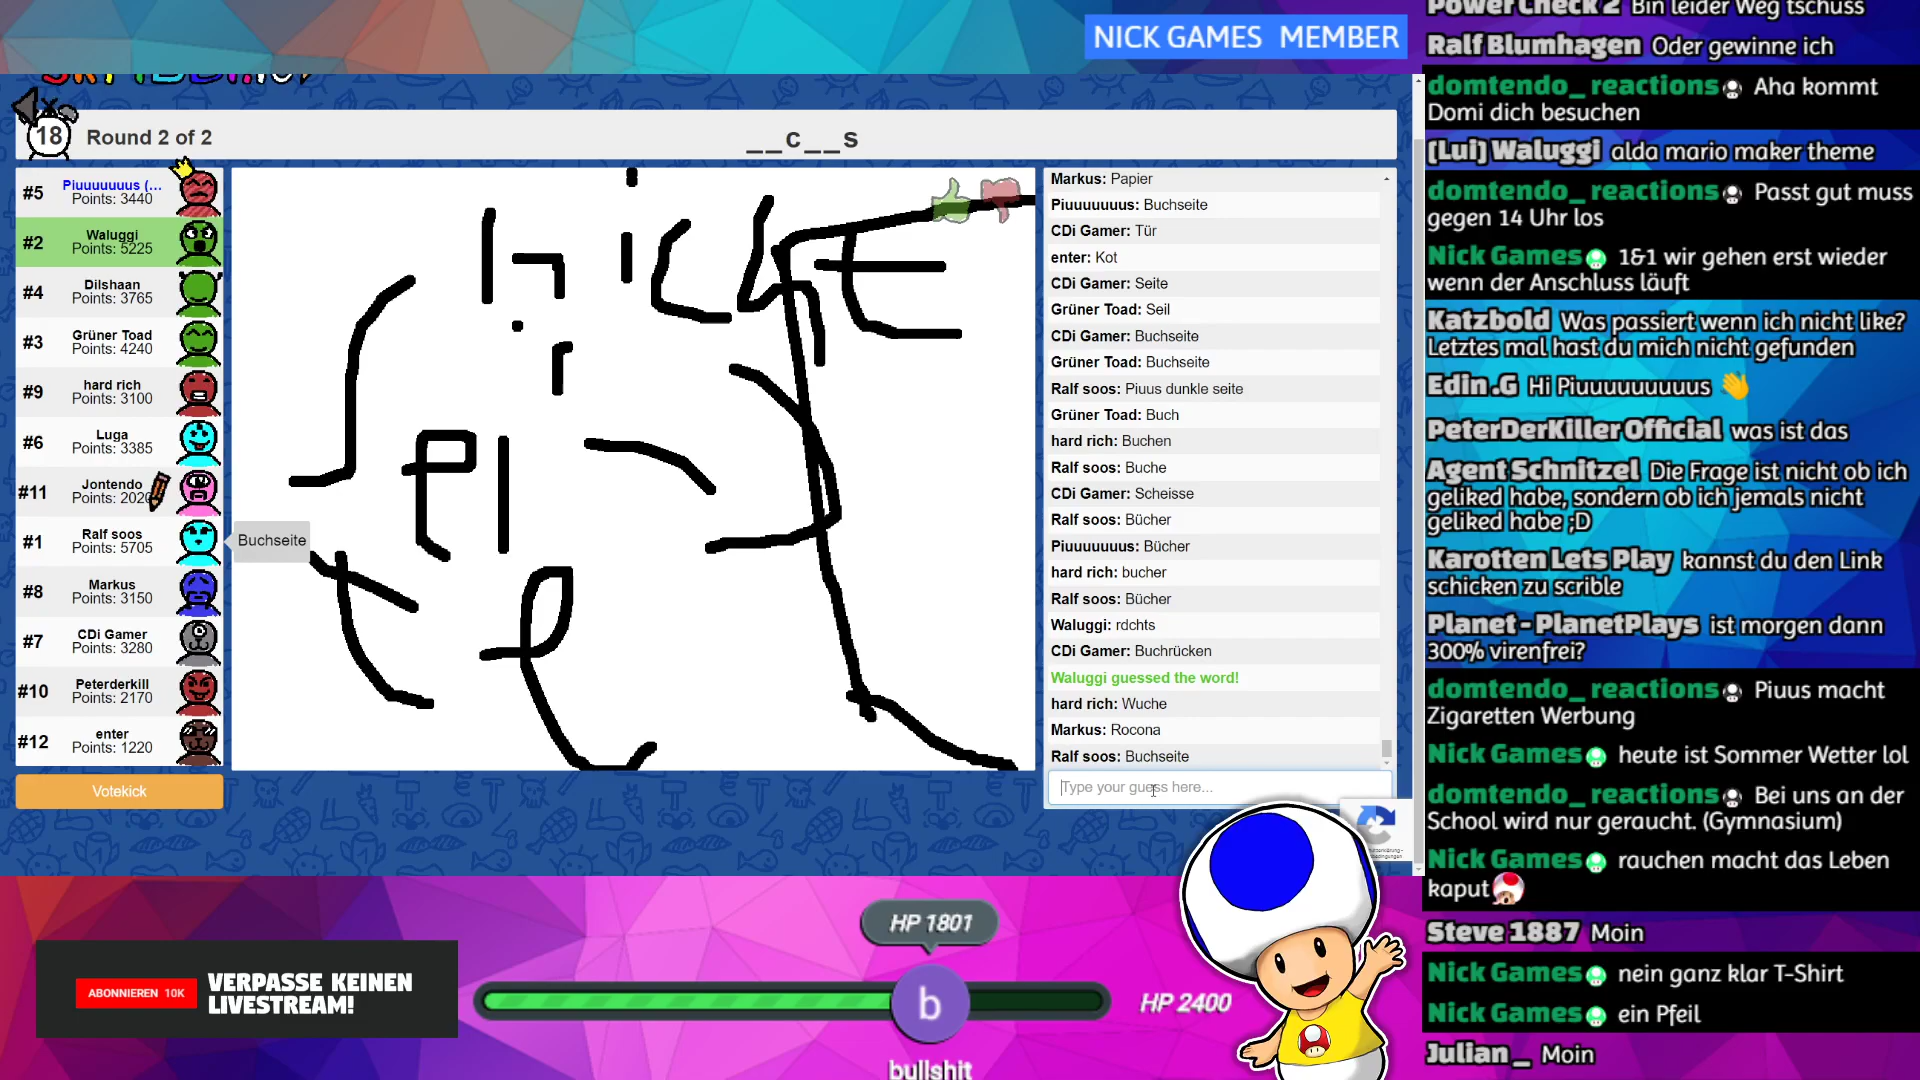 NICK GAMES MEMBER
18
Round 2 of 2
__c__s
#5 Piuuuuuuus (...
Points: 3440
#2 Waluggi
Points: 5225
#4 Dilshaan
Points: 3765
#3 Grüner Toad
Points: 4240
#9 hard rich
Points: 3100
#6 Luga
Points: 3385
#11 Jontendo
Points: 2020
#1 Ralf soos
Points: 5705
Buchseite
#8 Markus
Points: 3150
#7 CDi Gamer
Points: 3280
#10 Peterderkill
Points: 2170
#12 enter
Points: 1220
Votekick
Markus: Papier
Piuuuuuuus: Buchseite
CDi Gamer: Tür
enter: Kot
CDi Gamer: Seite
Grüner Toad: Seil
CDi Gamer: Buchseite
Grüner Toad: Buchseite
Ralf soos: Piuus dunkle seite
Grüner Toad: Buch
hard rich: Buchen
Ralf soos: Buche
CDi Gamer: Scheisse
Ralf soos: Bücher
Piuuuuuuus: Bücher
hard rich: bucher
Ralf soos: Bücher
Waluggi: rdchts
CDi Gamer: Buchrücken
Waluggi guessed the word!
hard rich: Wuche
Markus: Rocona
Ralf soos: Buchseite
Type your guess here...
Power Check 2 Bin leider Weg tschuss
Ralf Blumhagen Oder gewinne ich
domtendo_reactions Aha kommt
Domi dich besuchen
[Lui] Waluggi alda mario maker theme
domtendo_reactions Passt gut muss
gegen 14 Uhr los
Nick Games 1&1 wir gehen erst wieder
wenn der Anschluss läuft
Katzbold Was passiert wenn ich nicht like?
Letztes mal hast du mich nicht gefunden
Edin .G Hi Piuuuuuuuuus 👋
PeterDerKiller Official was ist das
Agent Schnitzel Die Frage ist nicht ob ich
geliked habe, sondern ob ich jemals nicht
geliked habe ;D
Karotten Lets Play kannst du den Link
schicken zu scrible
Planet - PlanetPlays ist morgen dann
300% virenfrei?
domtendo_reactions Piuus macht
Zigaretten Werbung
Nick Games heute ist Sommer Wetter lol
domtendo_reactions Bei uns an der
School wird nur geraucht. (Gymnasium)
Nick Games rauchen macht das Leben
kaput
Steve 1887 Moin
Nick Games nein ganz klar T-Shirt
Nick Games ein Pfeil
Julian_ Moin
ABONNIEREN 10K
VERPASSE KEINEN
LIVESTREAM!
HP 1801
b
HP 2400
bullshit